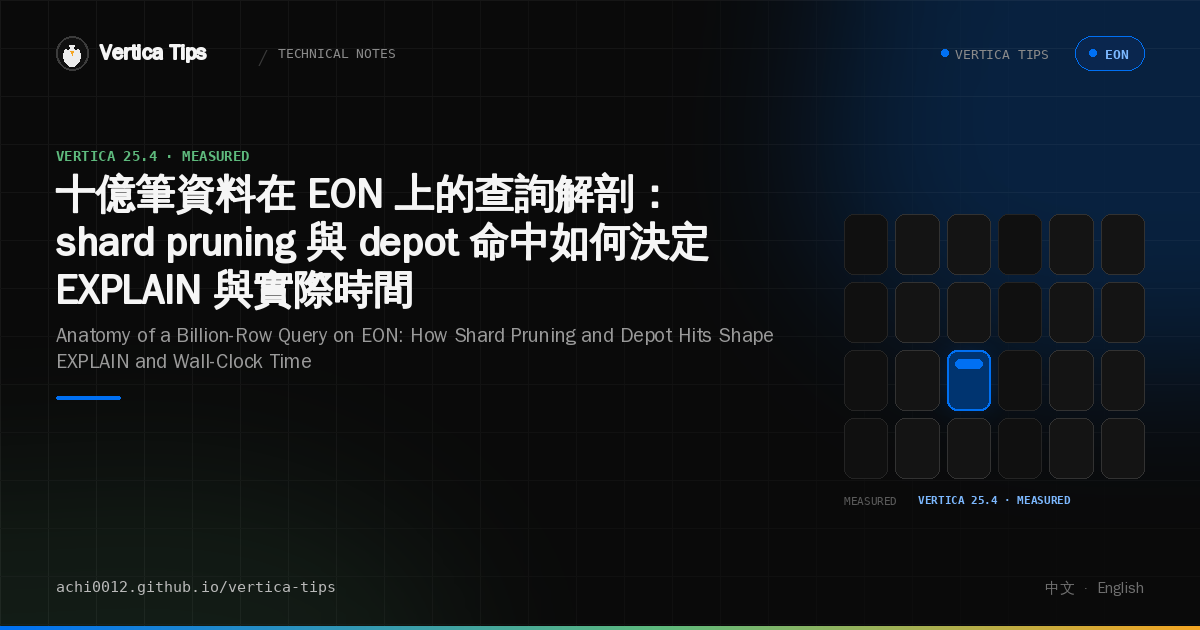 Vertica Tips
/ TECHNICAL NOTES
VERTICA TIPS
EON
VERTICA 25.4 · MEASURED
十億筆資料在 EON 上的查詢解剖：
shard pruning 與 depot 命中如何決定
EXPLAIN 與實際時間
Anatomy of a Billion-Row Query on EON: How Shard Pruning and Depot Hits Shape
EXPLAIN and Wall-Clock Time
MEASURED
VERTICA 25.4 · MEASURED
achi0012.github.io/vertica-tips
中文 · English